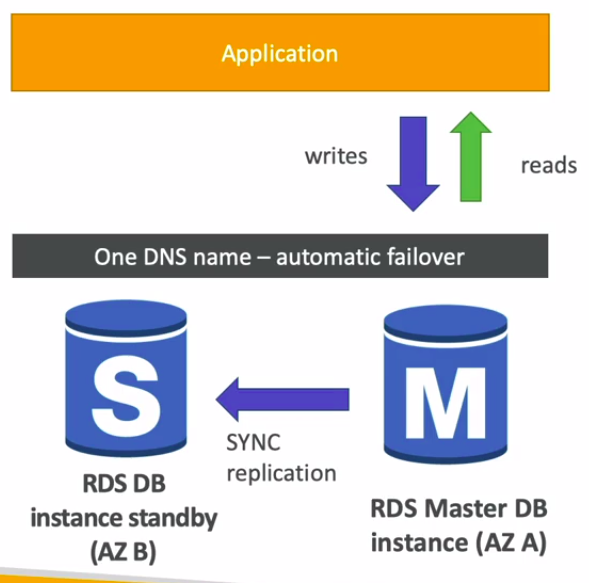 Application
writes
reads
One DNS name – automatic failover
S
M
SYNC
replication
RDS DB
instance standby
(AZ B)
RDS Master DB
instance (AZ A)